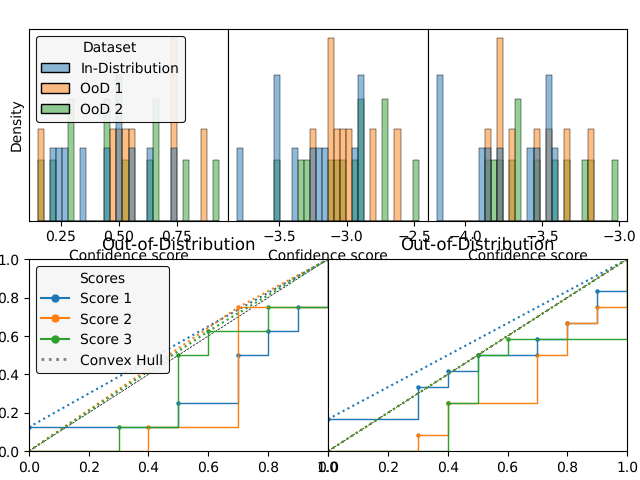 Dataset
In-Distribution
OoD 1
OoD 2
Density
0.25 0.50 0.75 −3.5 −3.0 −2.5 −4.0 −3.5 −3.0
Confidence score Confidence score Confidence score
Out-of-Distribution Out-of-Distribution
Scores
Score 1
Score 2
Score 3
Convex Hull
1.0
0.8
0.6
0.4
0.2
0.0
0.0 0.2 0.4 0.6 0.8 1.0 0.2 0.4 0.6 0.8 1.0